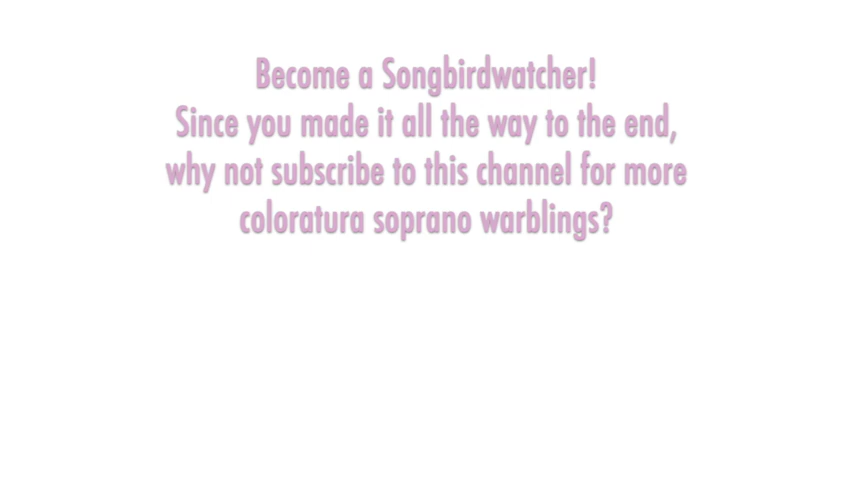 Become a Songbirdwatcher!
Since you made it all the way to the end,
why not subscribe to this channel for more
coloratura soprano warblings?